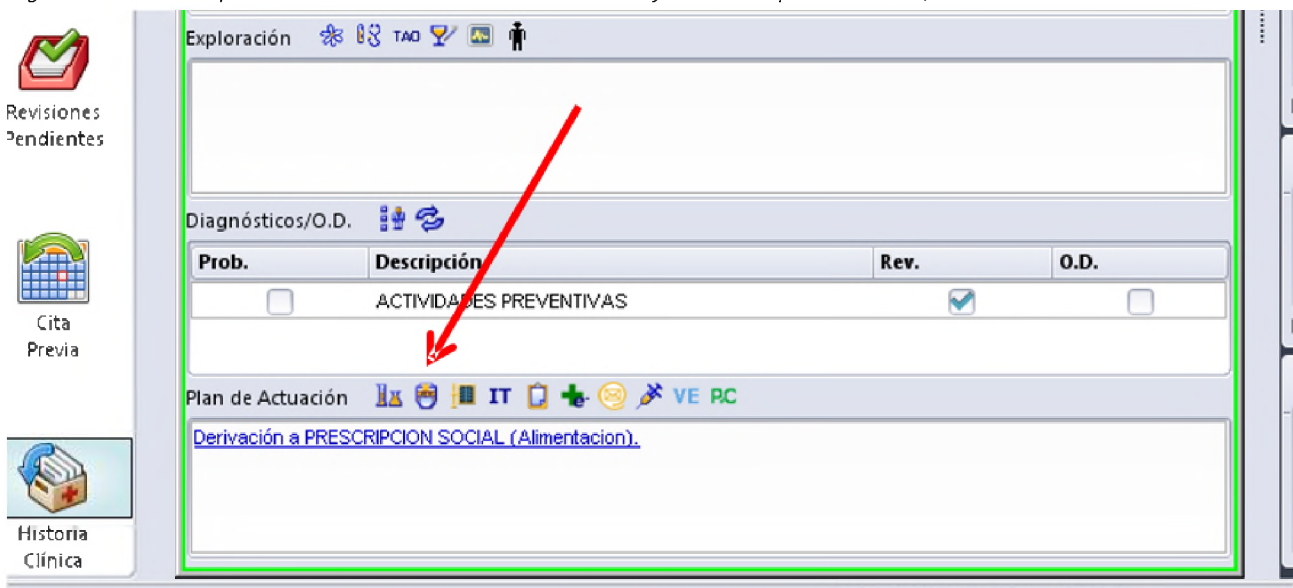 Exploración TAO
Revisiones
Pendientes
Diagnósticos/O.D.
Prob. Descripción Rev. O.D.
ACTIVIDADES PREVENTIVAS
Cita
Previa
Plan de Actuación IT VE P.C
Derivación a PRESCRIPCION SOCIAL (Alimentacion).
Historia
Clínica